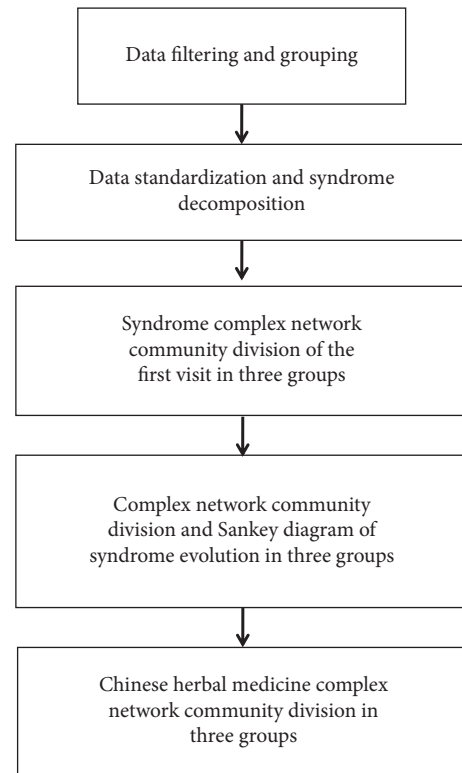 Data filtering and grouping
Data standardization and syndrome
decomposition
Syndrome complex network
community division of the
first visit in three groups
Complex network community
division and Sankey diagram of
syndrome evolution in three groups
Chinese herbal medicine complex
network community division in
three groups